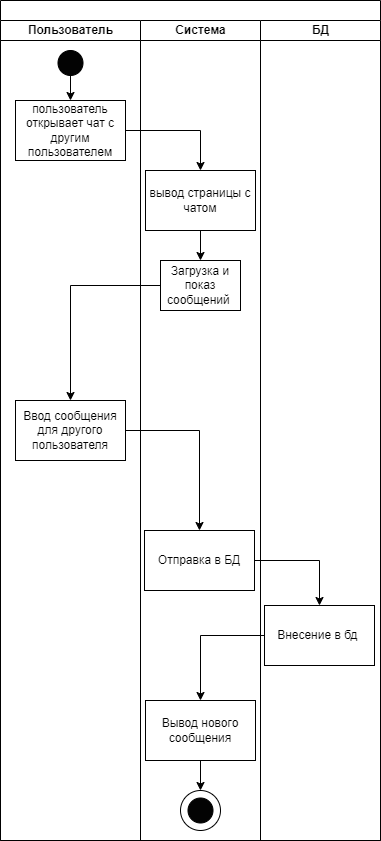 Пользователь
Система
БД
пользователь
открывает чат с
другим
пользователем
вывод страницы с
чатом
Загрузка и
показ
сообщений
Ввод сообщения
для другого
пользователя
Отправка в БД
Внесение в бд
Вывод нового
сообщения